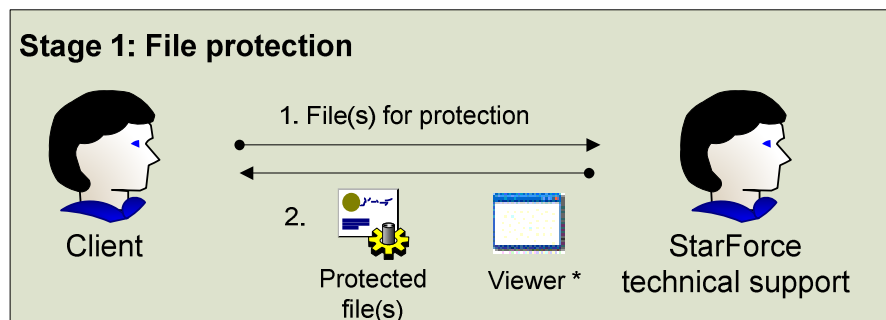 Stage 1: File protection
1. File(s) for protection
2.
Client
Protected
file(s)
Viewer *
StarForce
technical support